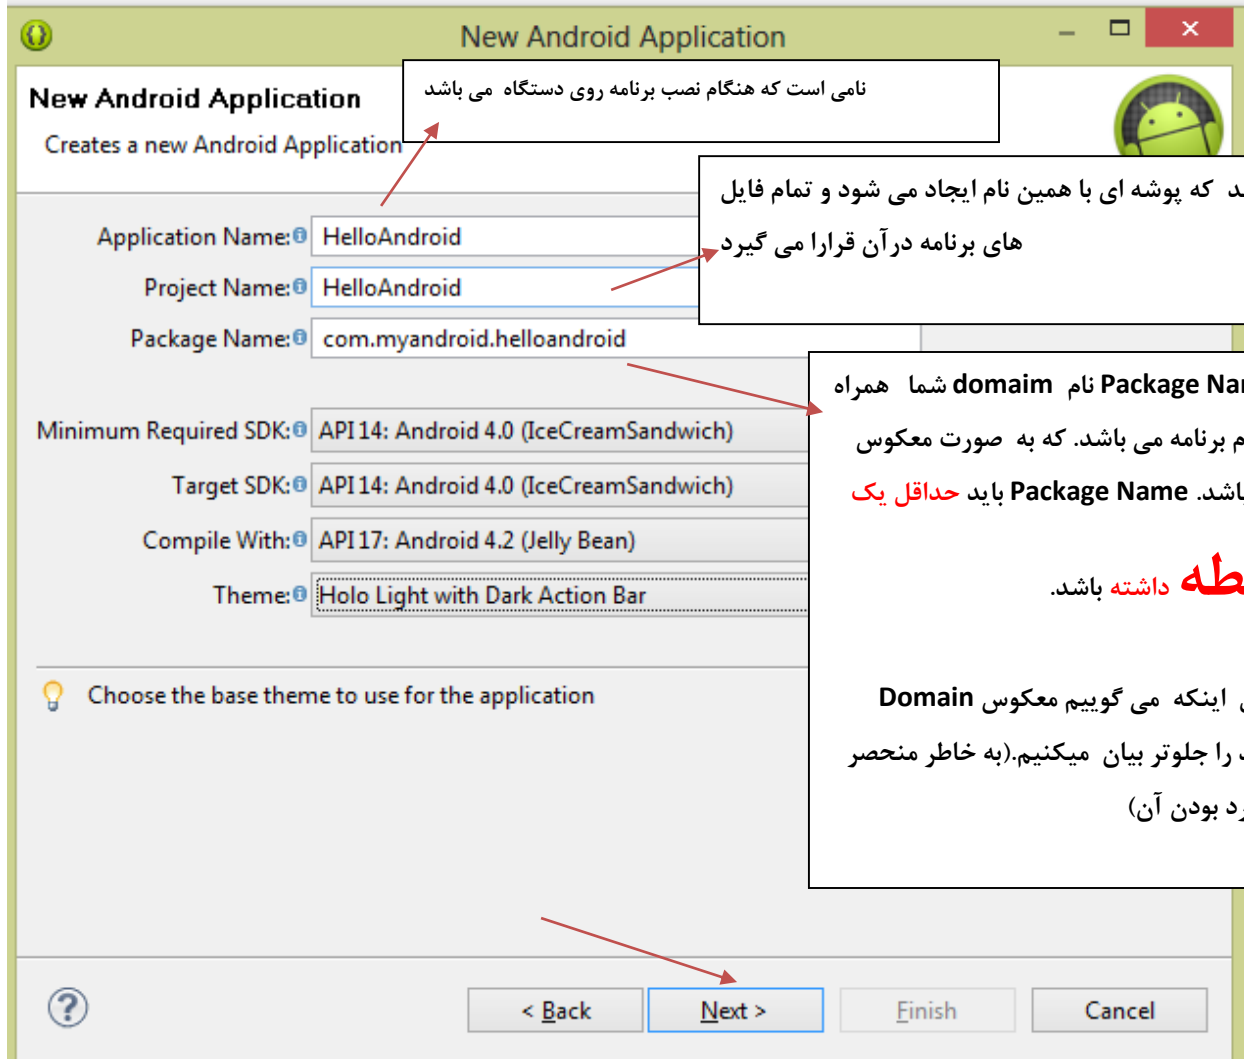 New Android Application
New Android Application
Creates a new Android Application
نامی است که هنگام نصب برنامه روی دستگاه می باشد
که پوشه ای با همین نام ایجاد می شود و تمام فایل
های برنامه درآن قرارا می گیرد
Application Name: HelloAndroid
Project Name: HelloAndroid
Package Name: com.myandroid.helloandroid
Minimum Required SDK: API 14: Android 4.0 (IceCreamSandwich)
Target SDK: API 14: Android 4.0 (IceCreamSandwich)
Compile With: API 17: Android 4.2 (Jelly Bean)
Theme: Holo Light with Dark Action Bar
Package نام domaim شما همراه
برنامه می باشد. که به صورت معکوس
باشد. Package Name باید حداقل یک
داشته باشد.
اینکه می گوییم معکوس Domain
را جلوتر بیان میکنیم.(به خاطر منحصر
بودن آن)
Choose the base theme to use for the application
< Back
Next >
Finish
Cancel